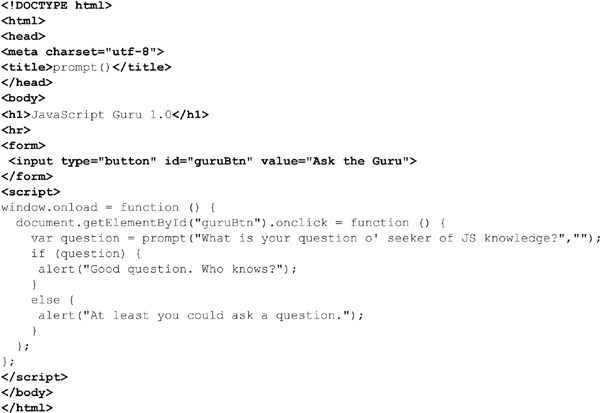 <!DOCTYPE html>
<html>
<head>
<meta charset="utf-8">
<title>prompt()</title>
</head>
<body>
<h1>JavaScript Guru 1.0</h1>
<hr>
<form>
 <input type="button" id="guruBtn" value="Ask the Guru">
</form>
<script>
window.onload = function () {
  document.getElementById("guruBtn").onclick = function () {
    var question = prompt("What is your question o' seeker of JS knowledge?","");
    if (question) {
     alert("Good question. Who knows?");
    }
    else {
     alert("At least you could ask a question.");
    }
  };
};
</script>
</body>
</html>